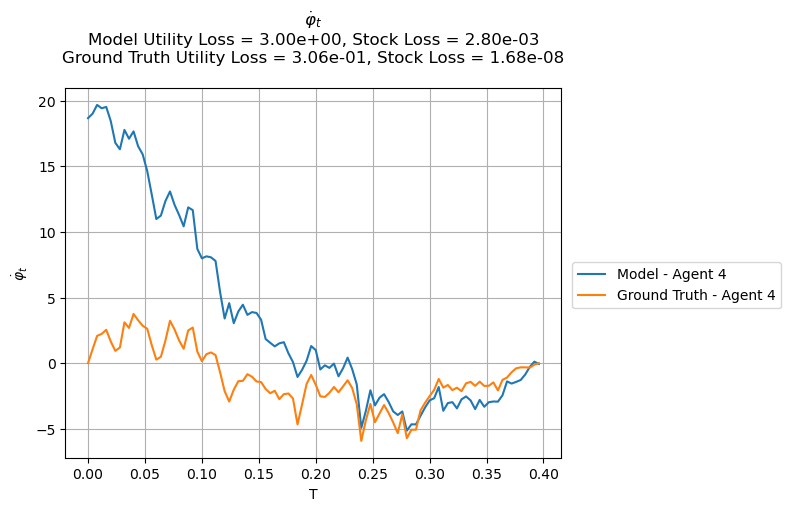 φ̇ₜ
Model Utility Loss = 3.00e+00, Stock Loss = 2.80e-03
Ground Truth Utility Loss = 3.06e-01, Stock Loss = 1.68e-08
20
15
10
5
0
−5
φ̇ₜ
0.00 0.05 0.10 0.15 0.20 0.25 0.30 0.35 0.40
T
Model - Agent 4
Ground Truth - Agent 4